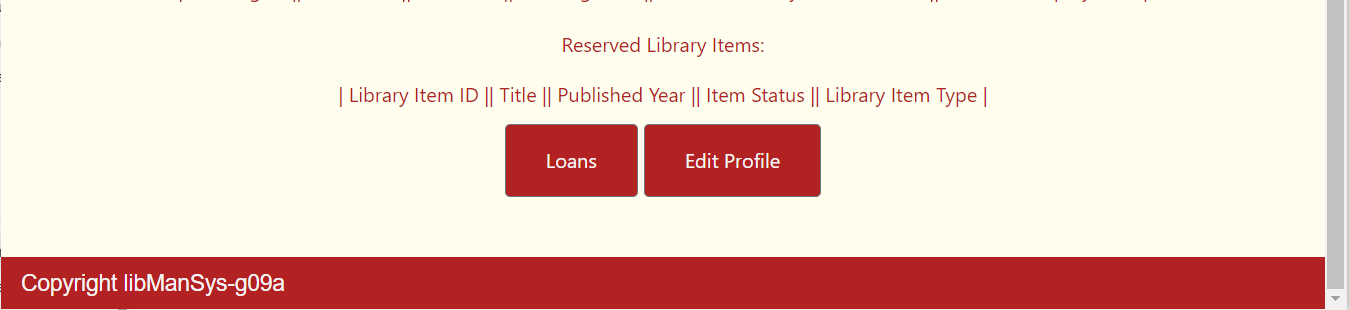 Reserved Library Items:
| Library Item ID || Title || Published Year || Item Status || Library Item Type |
Loans
Edit Profile
Copyright libManSys-g09a